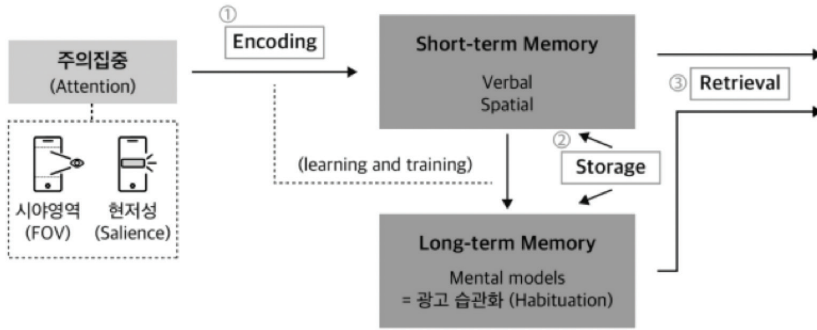 주의집중
(Attention)
시야영역
(FOV)
현저성
(Salience)
①
Encoding
(learning and training)
Short-term Memory
Verbal
Spatial
②
Storage
Long-term Memory
Mental models
= 광고 습관화 (Habituation)
③
Retrieval